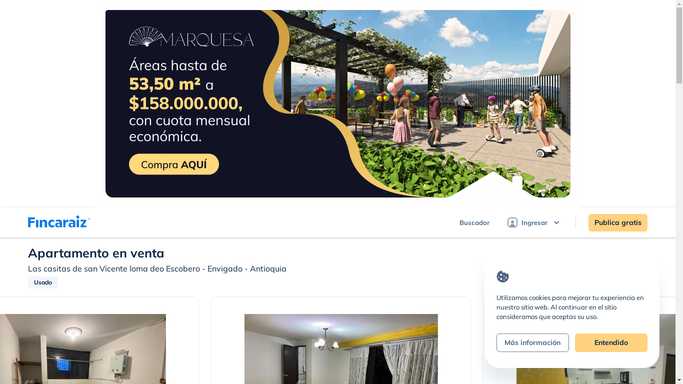 MARQUESA
Áreas hasta de
53,50 m² a
$158.000.000,
con cuota mensual
económica.
Compra AQUÍ
Fincaraiz
Buscador
Ingresar
Publica gratis
Apartamento en venta
Las casitas de san Vicente loma deo Escobero - Envigado - Antioquia
Usado
Utilizamos cookies para mejorar tu experiencia en
nuestro sitio web. Al continuar en el sitio
consideramos que aceptas su uso.
Más información
Entendido